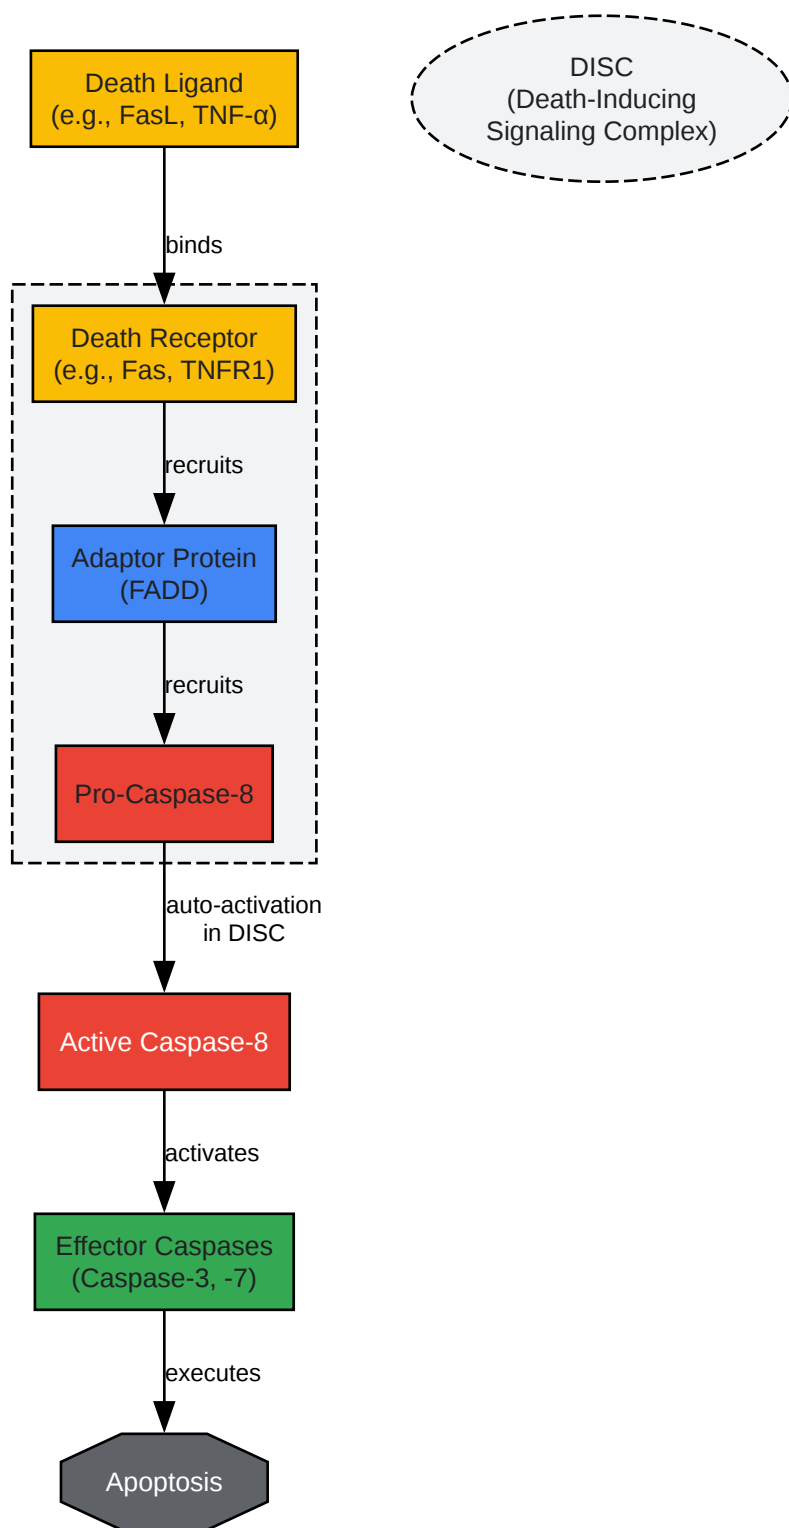 Death Ligand
(e.g., FasL, TNF-α)
DISC
(Death-Inducing
Signaling Complex)
binds
Death Receptor
(e.g., Fas, TNFR1)
recruits
Adaptor Protein
(FADD)
recruits
Pro-Caspase-8
auto-activation
in DISC
Active Caspase-8
activates
Effector Caspases
(Caspase-3, -7)
executes
Apoptosis